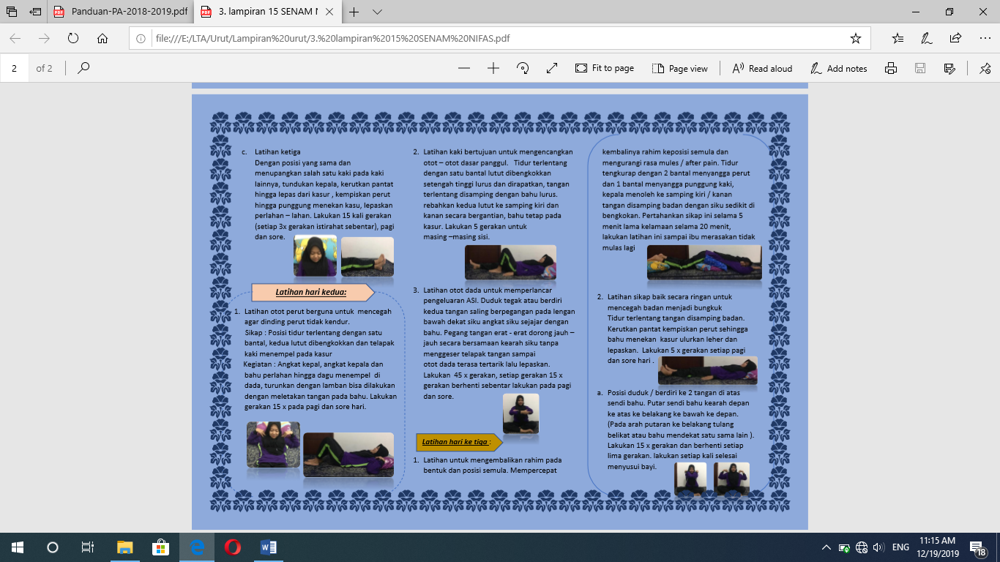 Panduan-PA-2018-2019.pdf
3. lampiran 15 SENAM N
file:///E:/LTA/Urut/Lampiran%20urut/3.%20lampiran%2015%20SENAM%20NIFAS.pdf
2 of 2
Fit to page
Page view
Read aloud
Add notes
c. Latihan ketiga
Dengan posisi yang sama dan
menupangkan salah satu kaki pada kaki
lainnya, tundukan kepala, kerutkan pantat
hingga lepas dari kasur , kempiskan perut
hingga punggung menekan kasu, lepaskan
perlahan – lahan. Lakukan 15 kali gerakan
(setiap 3x gerakan istirahat sebentar), pagi
dan sore.
Latihan hari kedua:
1. Latihan otot perut berguna untuk mencegah
agar dinding perut tidak kendur.
Sikap : Posisi tidur terlentang dengan satu
bantal, kedua lutut dibengkokkan dan telapak
kaki menempel pada kasur
Kegiatan : Angkat kepal, angkat kepala dan
bahu perlahan hingga dagu menempel di
dada, turunkan dengan lamban bisa dilakukan
dengan meletakan tangan pada bahu. Lakukan
gerakan 15 x pada pagi dan sore hari.
2. Latihan kaki bertujuan untuk mengencangkan
otot – otot dasar panggul. Tidur terlentang
dengan satu bantal lutut dibengkokkan
setengah tinggi lurus dan dirapatkan, tangan
terlentang disamping dengan bahu lurus.
rebahkan kedua lutut ke samping kiri dan
kanan secara bergantian, bahu tetap pada
kasur. Lakukan 5 gerakan untuk
masing –masing sisi.
3. Latihan otot dada untuk memperlancar
pengeluaran ASI. Duduk tegak atau berdiri
kedua tangan saling berpegangan pada lengan
bawah dekat siku angkat siku sejajar dengan
bahu. Pegang tangan erat - erat dorong jauh –
jauh secara bersamaan kearah siku tanpa
menggeser telapak tangan sampai
otot dada terasa tertarik lalu lepaskan.
Lakukan 45 x gerakan, setiap gerakan 15 x
gerakan berhenti sebentar lakukan pada pagi
dan sore.
Latihan hari ke tiga :
1. Latihan untuk mengembalikan rahim pada
bentuk dan posisi semula. Mempercepat
kembalinya rahim keposisi semula dan
mengurangi rasa mules / after pain. Tidur
tengkurap dengan 2 bantal menyangga perut
dan 1 bantal menyangga punggung kaki,
kepala menoleh ke samping kiri / kanan
tangan disamping badan dengan siku sedikit di
bengkokan. Pertahankan sikap ini selama 5
menit lama kelamaan selama 20 menit,
lakukan latihan ini sampai ibu merasakan tidak
mulas lagi
2. Latihan sikap baik secara ringan untuk
mencegah badan menjadi bungkuk
Tidur terlentang tangan disamping badan.
Kerutkan pantat kempiskan perut sehingga
bahu menekan kasur ulurkan leher dan
lepaskan. Lakukan 5 x gerakan setiap pagi
dan sore hari .
a. Posisi duduk / berdiri ke 2 tangan di atas
sendi bahu. Putar sendi bahu kearah depan
ke atas ke belakang ke bawah ke depan.
(Pada arah putaran ke belakang tulang
belikat atau bahu mendekat satu sama lain ).
Lakukan 15 x gerakan dan berhenti setiap
lima gerakan. lakukan setiap kali selesai
menyusui bayi.
ENG
11:15 AM
12/19/2019
18